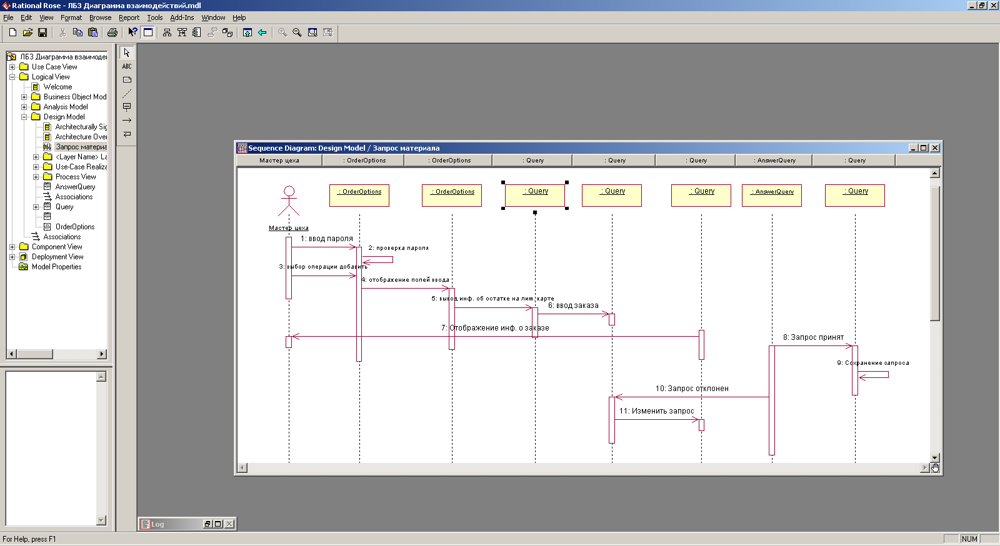 Rational Rose - ЛБ3 Диаграмма взаимодействий.mdl
File Edit View Format Browse Report Tools Add-Ins Window Help
ABC
ЛБ3 Диаграмма взаимодеі
Use Case View
Logical View
Welcome
Business Object Mod
Analysis Model
Design Model
Architecturally Sig
Architecture Over
Запрос материа
<Layer Name> La
Use-Case Realiza
Process View
AnswerQuery
Associations
Query
OrderOptions
Associations
Component View
Deployment View
Model Properties
Sequence Diagram: Design Model / Запрос материала
Мастер цеха : OrderOptions : OrderOptions : Query : Query : Query : AnswerQuery : Query
: OrderOptions : OrderOptions : Query : Query : Query : AnswerQuery : Query
Мастер цеха
1: ввод пароля
2: проверка пароля
3: выбор операции добавить
4: отображение полей ввода
5: вывод инф. об остатке на лим. карте
6: ввод заказа
7: Отображение инф. о заказе
8: Запрос принят
9: Сохранение запроса
10: Запрос отклонен
11: Изменить запрос
Log
For Help, press F1
NUM